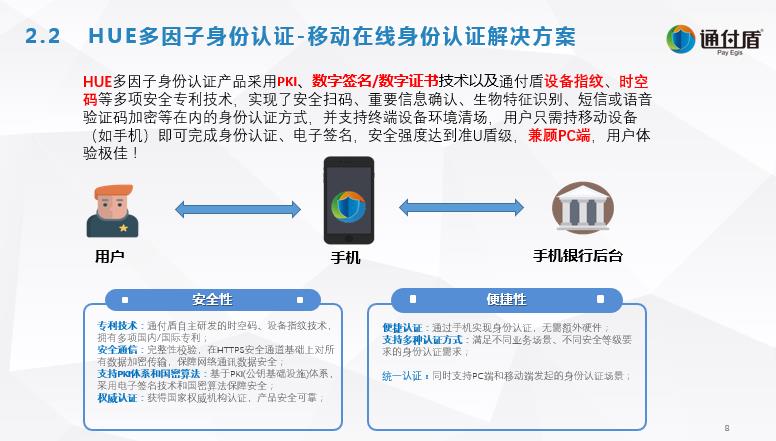 2.2 HUE多因子身份认证-移动在线身份认证解决方案
通付盾
Pay Egis
HUE多因子身份认证产品采用PKI、数字签名/数字证书技术以及通付盾设备指纹、时空
码等多项安全专利技术，实现了安全扫码、重要信息确认、生物特征识别、短信或语音
验证码加密等在内的身份认证方式，并支持终端设备环境清场，用户只需持移动设备
（如手机）即可完成身份认证、电子签名，安全强度达到准U盾级，兼顾PC端，用户体
验极佳！
用户
手机
手机银行后台
安全性
专利技术：通付盾自主研发的时空码、设备指纹技术，
拥有多项国内/国际专利；
安全通信：完整性校验，在HTTPS安全通道基础上对所
有数据加密传输，保障网络通讯数据安全；
支持PKI体系和国密算法：基于PKI(公钥基础设施)体系，
采用电子签名技术和国密算法保障安全；
权威认证：获得国家权威机构认证，产品安全可靠；
便捷性
便捷认证：通过手机实现身份认证，无需额外硬件；
支持多种认证方式：满足不同业务场景、不同安全等级要
求的身份认证需求；
统一认证：同时支持PC端和移动端发起的身份认证场景；
8